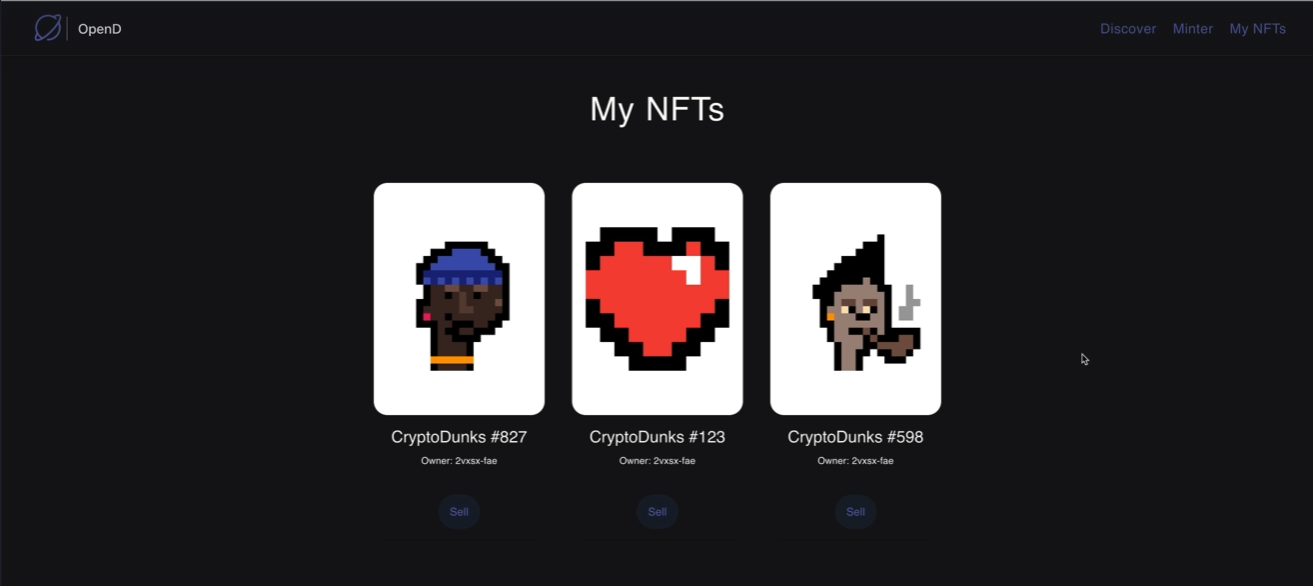 OpenD
Discover Minter My NFTs
My NFTs
CryptoDunks #827
Owner: 2vxsx-fae
Sell
CryptoDunks #123
Owner: 2vxsx-fae
Sell
CryptoDunks #598
Owner: 2vxsx-fae
Sell